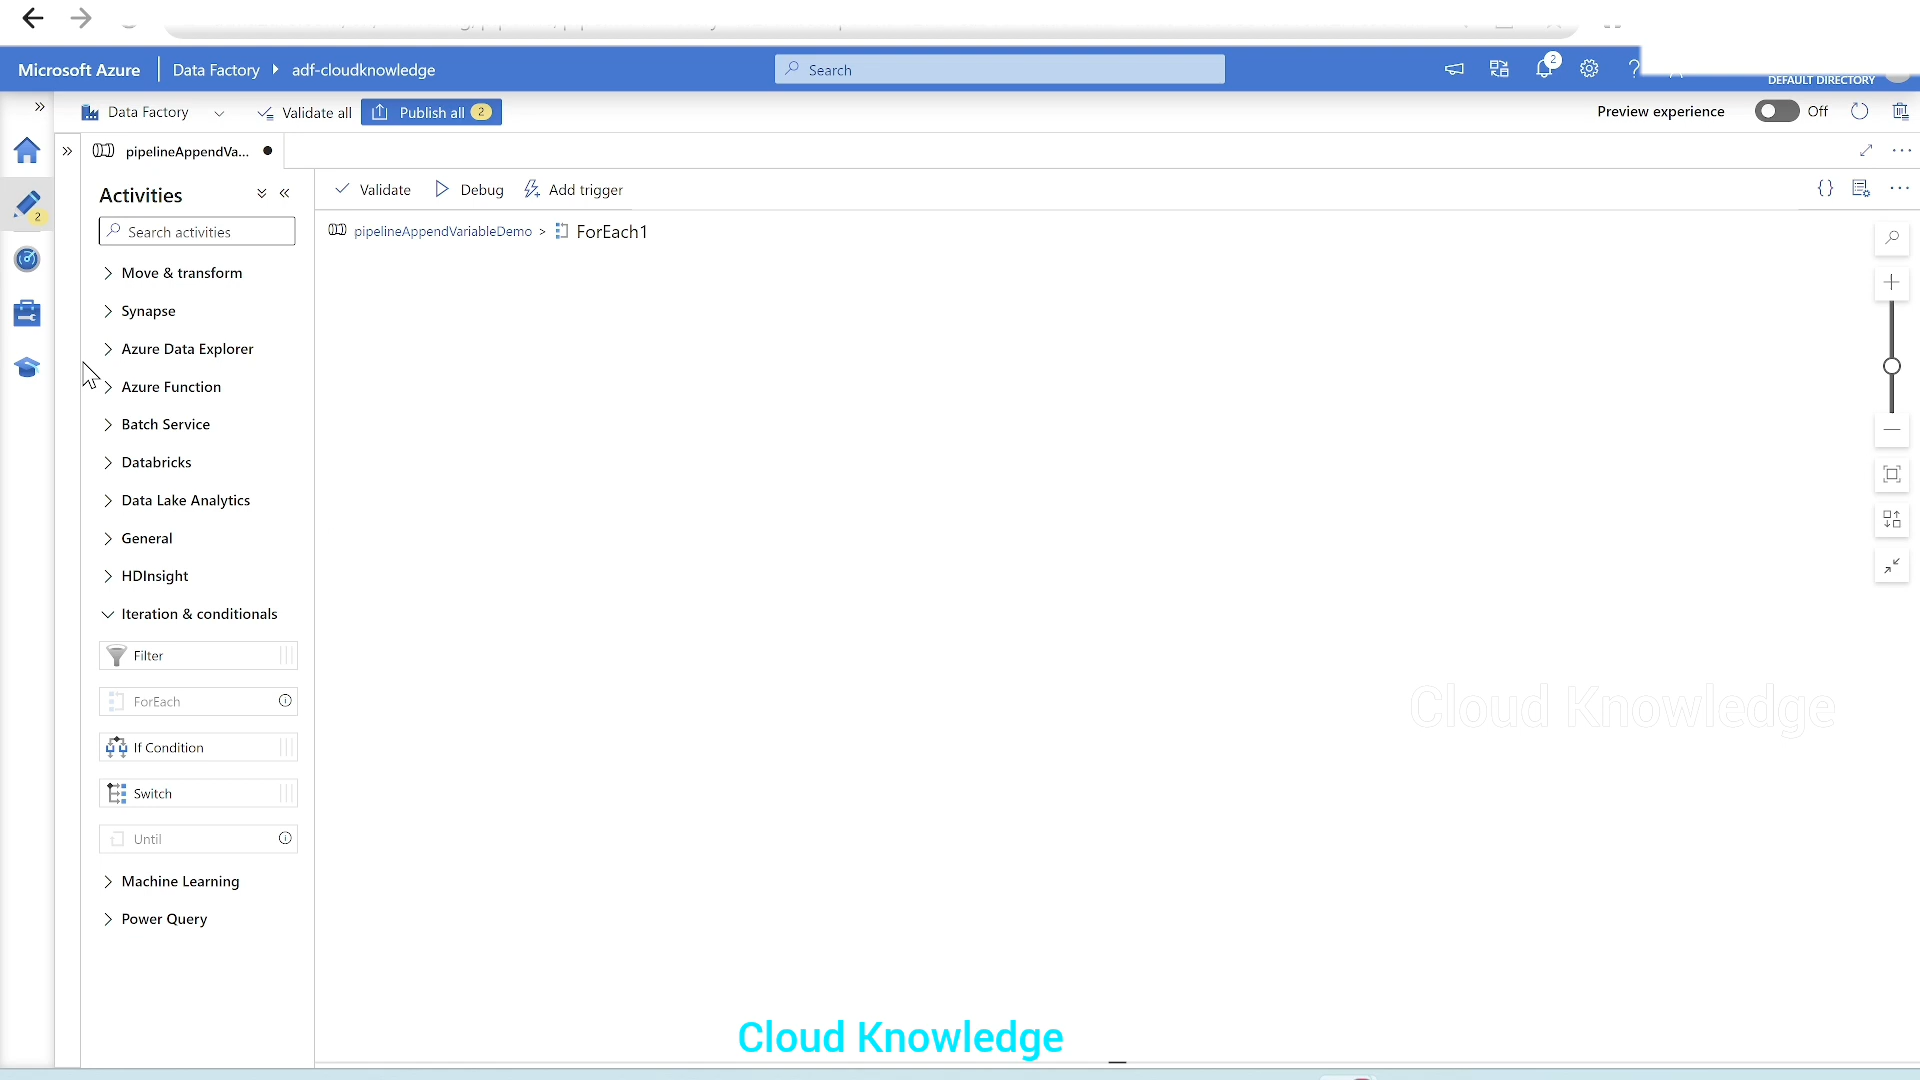 Microsoft Azure
Data Factory
adf-cloudknowledge
Search
2
DEFAULT DIRECTORY
Data Factory
Validate all
Publish all 2
Preview experience
Off
pipelineAppendVa...
Activities
Validate
Debug
Add trigger
2
Search activities
pipelineAppendVariableDemo > ForEach1
Move & transform
Synapse
Azure Data Explorer
Azure Function
Batch Service
Databricks
Data Lake Analytics
General
HDInsight
Iteration & conditionals
Filter
ForEach
If Condition
Switch
Until
Machine Learning
Power Query
Cloud Knowledge
Cloud Knowledge